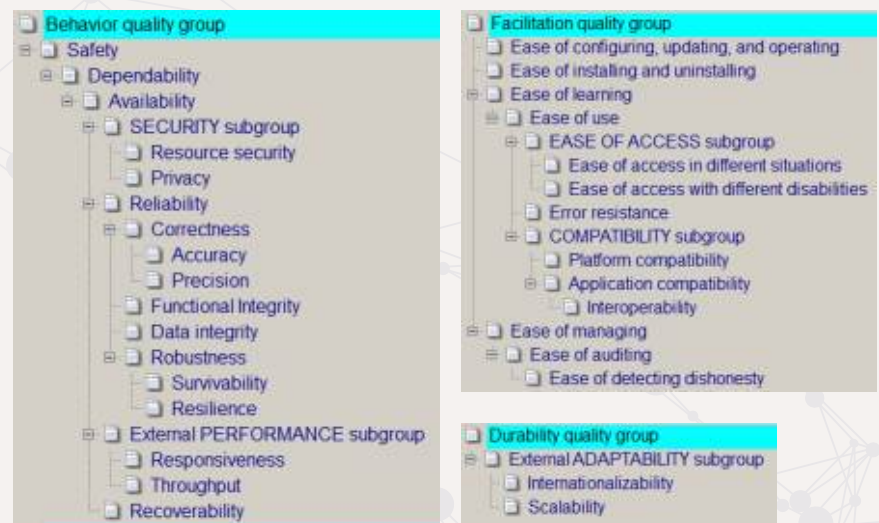 Behavior quality group
Safety
Dependability
Availability
SECURITY subgroup
Resource security
Privacy
Reliability
Correctness
Accuracy
Precision
Functional Integrity
Data integrity
Robustness
Survivability
Resilience
External PERFORMANCE subgroup
Responsiveness
Throughput
Recoverability
Facilitation quality group
Ease of configuring, updating, and operating
Ease of installing and uninstalling
Ease of learning
Ease of use
EASE OF ACCESS subgroup
Ease of access in different situations
Ease of access with different disabilities
Error resistance
COMPATIBILITY subgroup
Platform compatibility
Application compatibility
Interoperability
Ease of managing
Ease of auditing
Ease of detecting dishonesty
Durability quality group
External ADAPTABILITY subgroup
Internationalizability
Scalability